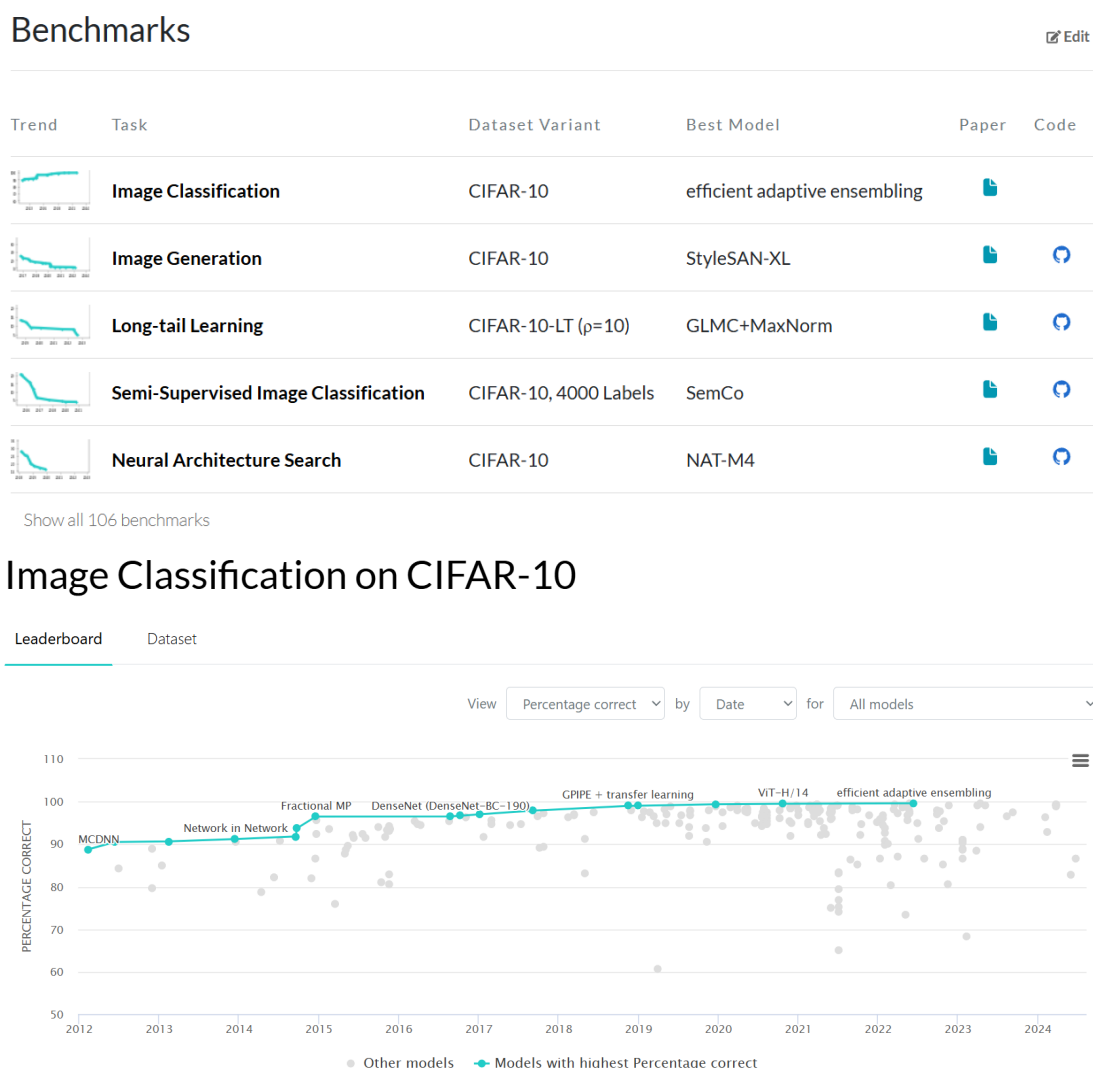 Benchmarks
Edit
Trend Task Dataset Variant Best Model Paper Code
Image Classification CIFAR-10 efficient adaptive ensembling
Image Generation CIFAR-10 StyleSAN-XL
Long-tail Learning CIFAR-10-LT (ρ=10) GLMC+MaxNorm
Semi-Supervised Image Classification CIFAR-10, 4000 Labels SemCo
Neural Architecture Search CIFAR-10 NAT-M4
Show all 106 benchmarks
Image Classification on CIFAR-10
Leaderboard Dataset
View Percentage correct by Date for All models
PERCENTAGE CORRECT
110
100
90
80
70
60
50
MCDNN
Network in Network
Fractional MP
DenseNet (DenseNet-BC-190)
GPIPE + transfer learning
ViT-H/14
efficient adaptive ensembling
2012 2013 2014 2015 2016 2017 2018 2019 2020 2021 2022 2023 2024
Other models Models with highest Percentage correct